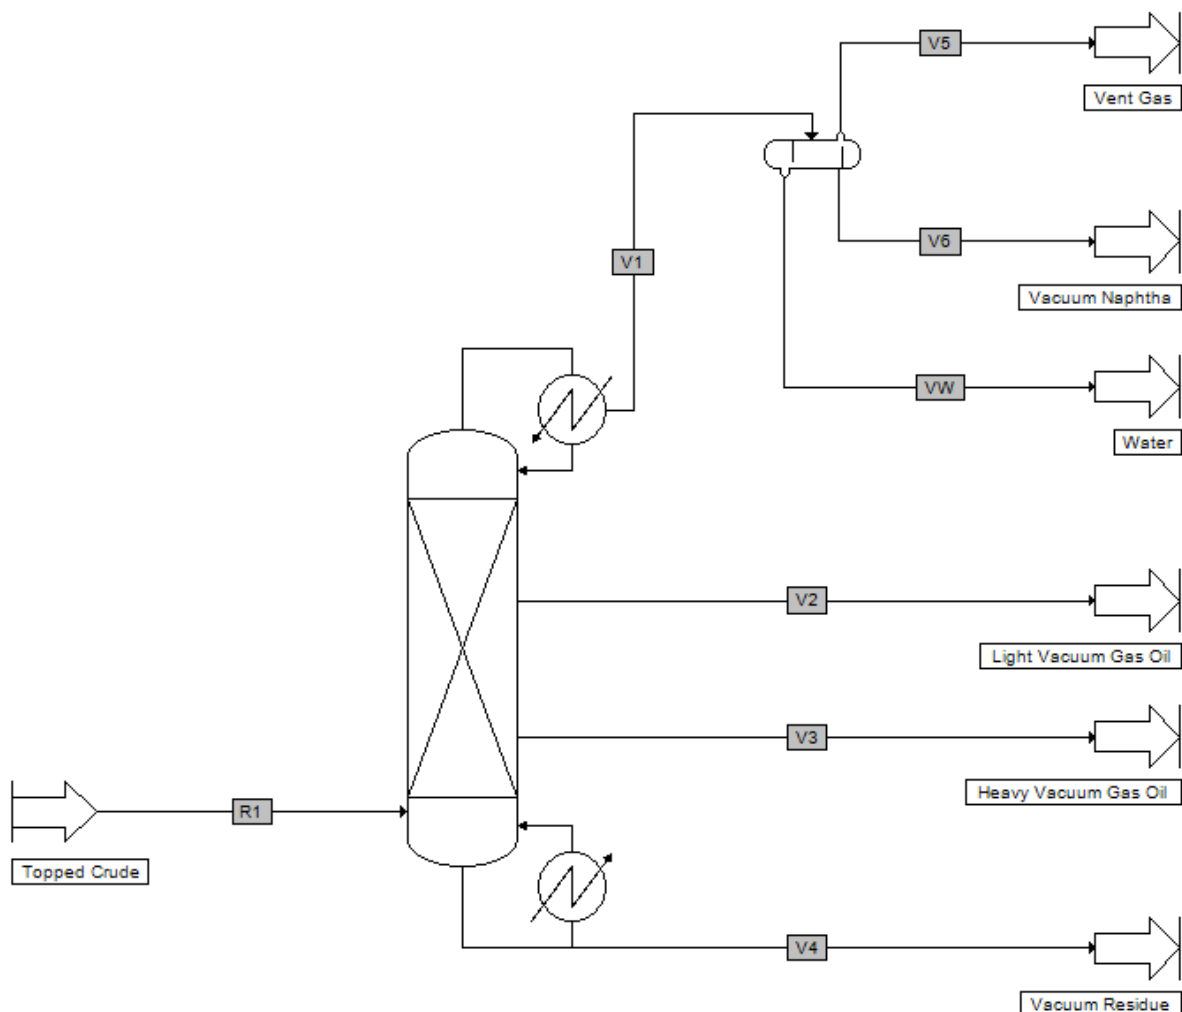 V5
Vent Gas
V1
V6
Vacuum Naphtha
VW
Water
V2
Light Vacuum Gas Oil
V3
Heavy Vacuum Gas Oil
R1
Topped Crude
V4
Vacuum Residue